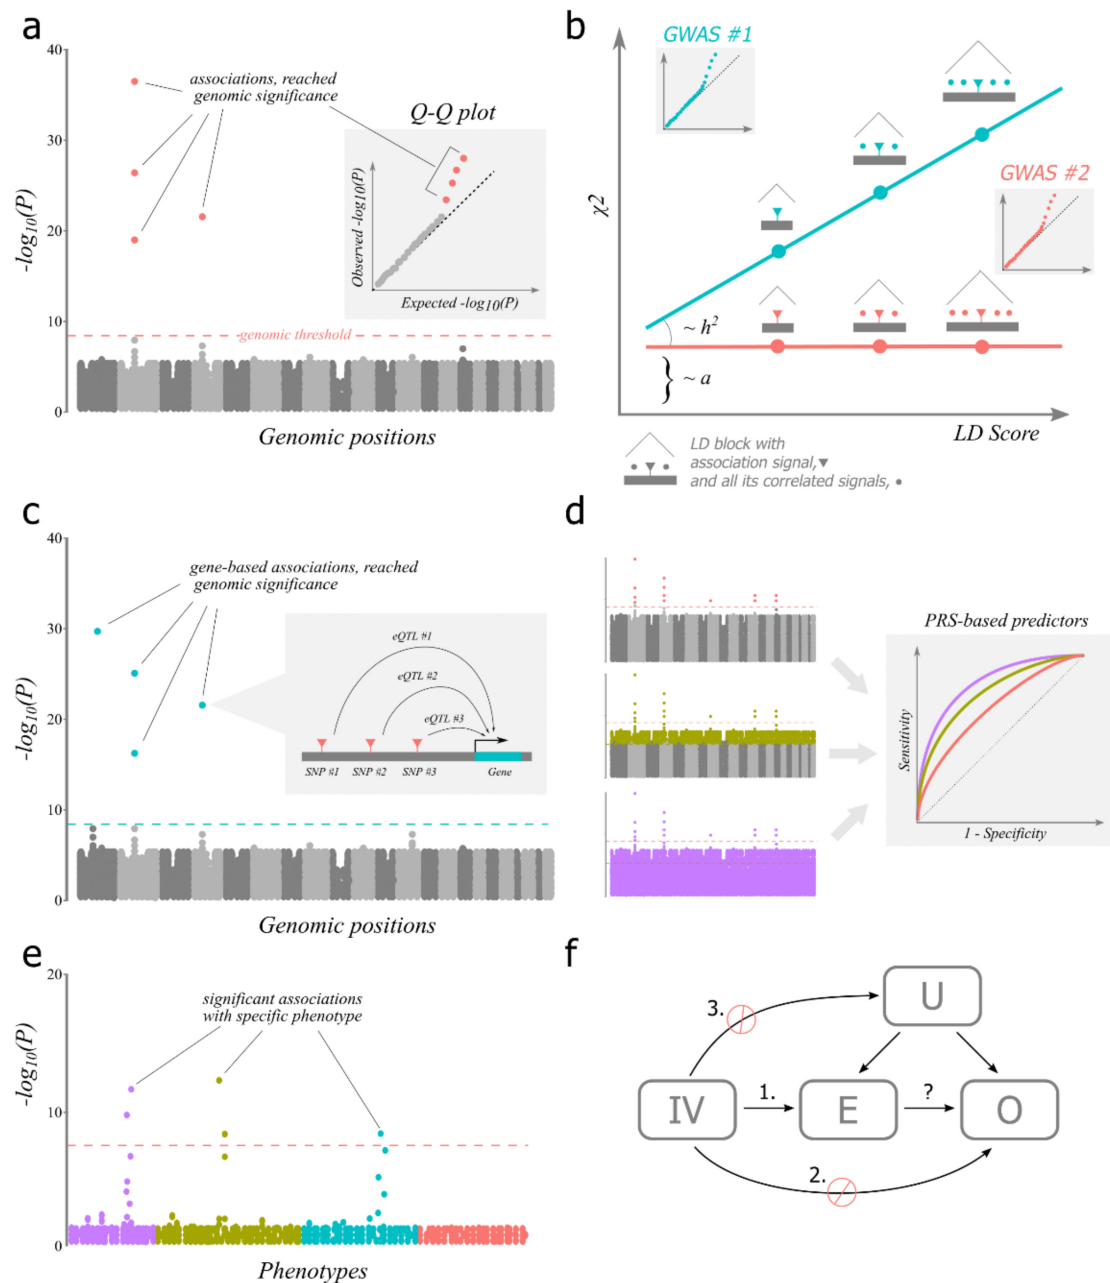 a
40
30
20
10
0
-log10(P)
associations, reached
genomic significance
Q-Q plot
Observed -log10(P)
Expected -log10(P)
genomic threshold
Genomic positions
b
GWAS #1
GWAS #2
χ2
~ h²
} ~ a
LD Score
LD block with
association signal,▼
and all its correlated signals, •
c
40
30
20
10
0
-log10(P)
gene-based associations, reached
genomic significance
eQTL #1
eQTL #2
eQTL #3
SNP #1 SNP #2 SNP #3 Gene
Genomic positions
d
PRS-based predictors
Sensitivity
1 - Specificity
e
20
15
10
5
0
-log10(P)
significant associations
with specific phenotype
Phenotypes
f
U
3.
IV 1. E ? O
2.